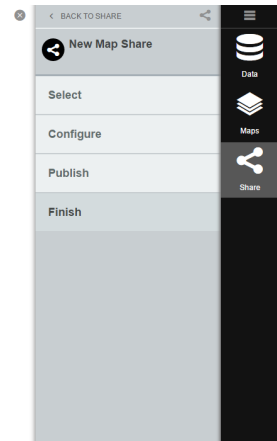 < BACK TO SHARE
New Map Share
Select
Configure
Publish
Finish
Data
Maps
Share